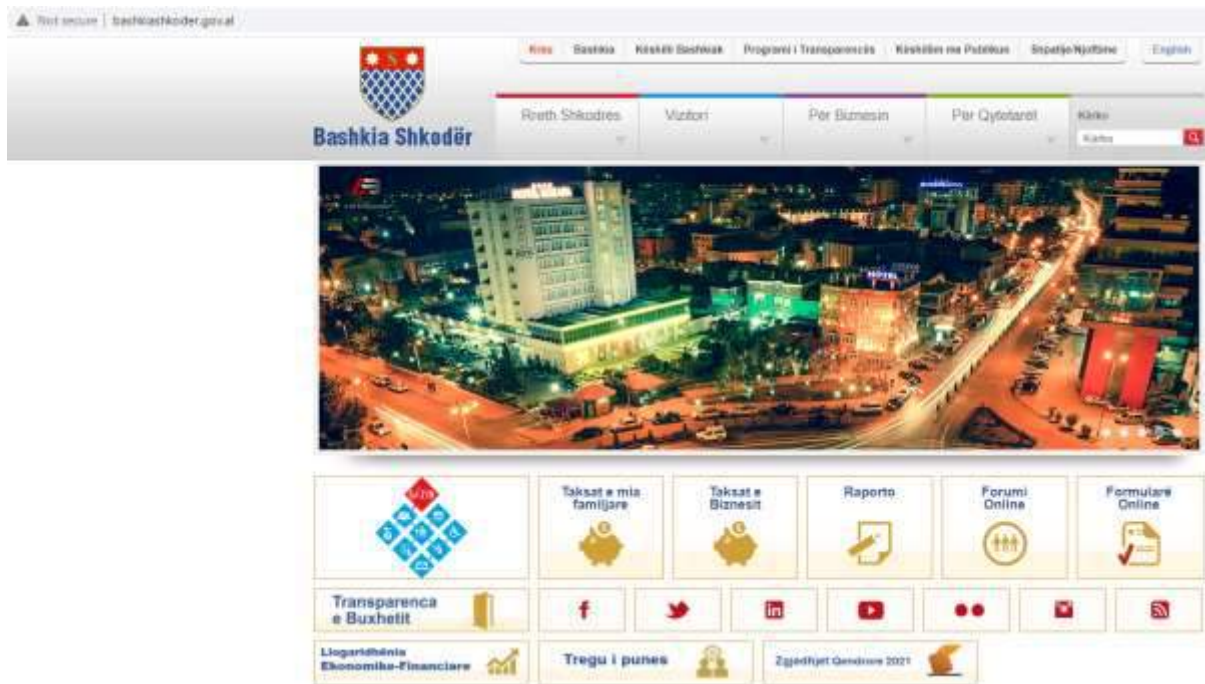 Not secure | bashkiashkoder.gov.al
Kreu Bashkia Këshilli Bashkiak Programi i Transparencës Këshillim me Publikun Shpallje/Njoftime English
Bashkia Shkodër
Rreth Shkodres Vizitori Për Biznesin Për Qytetarët Kërko
Kërko
HOTEL
Taksat e mia
familjare
Taksat e
Biznesit
Raporto
Forumi
Online
Formularë
Online
Transparenca
e Buxhetit
Llogaridhënia
Ekonomike-Financiare
Tregu i punes
Zgjedhjet Qendrore 2021